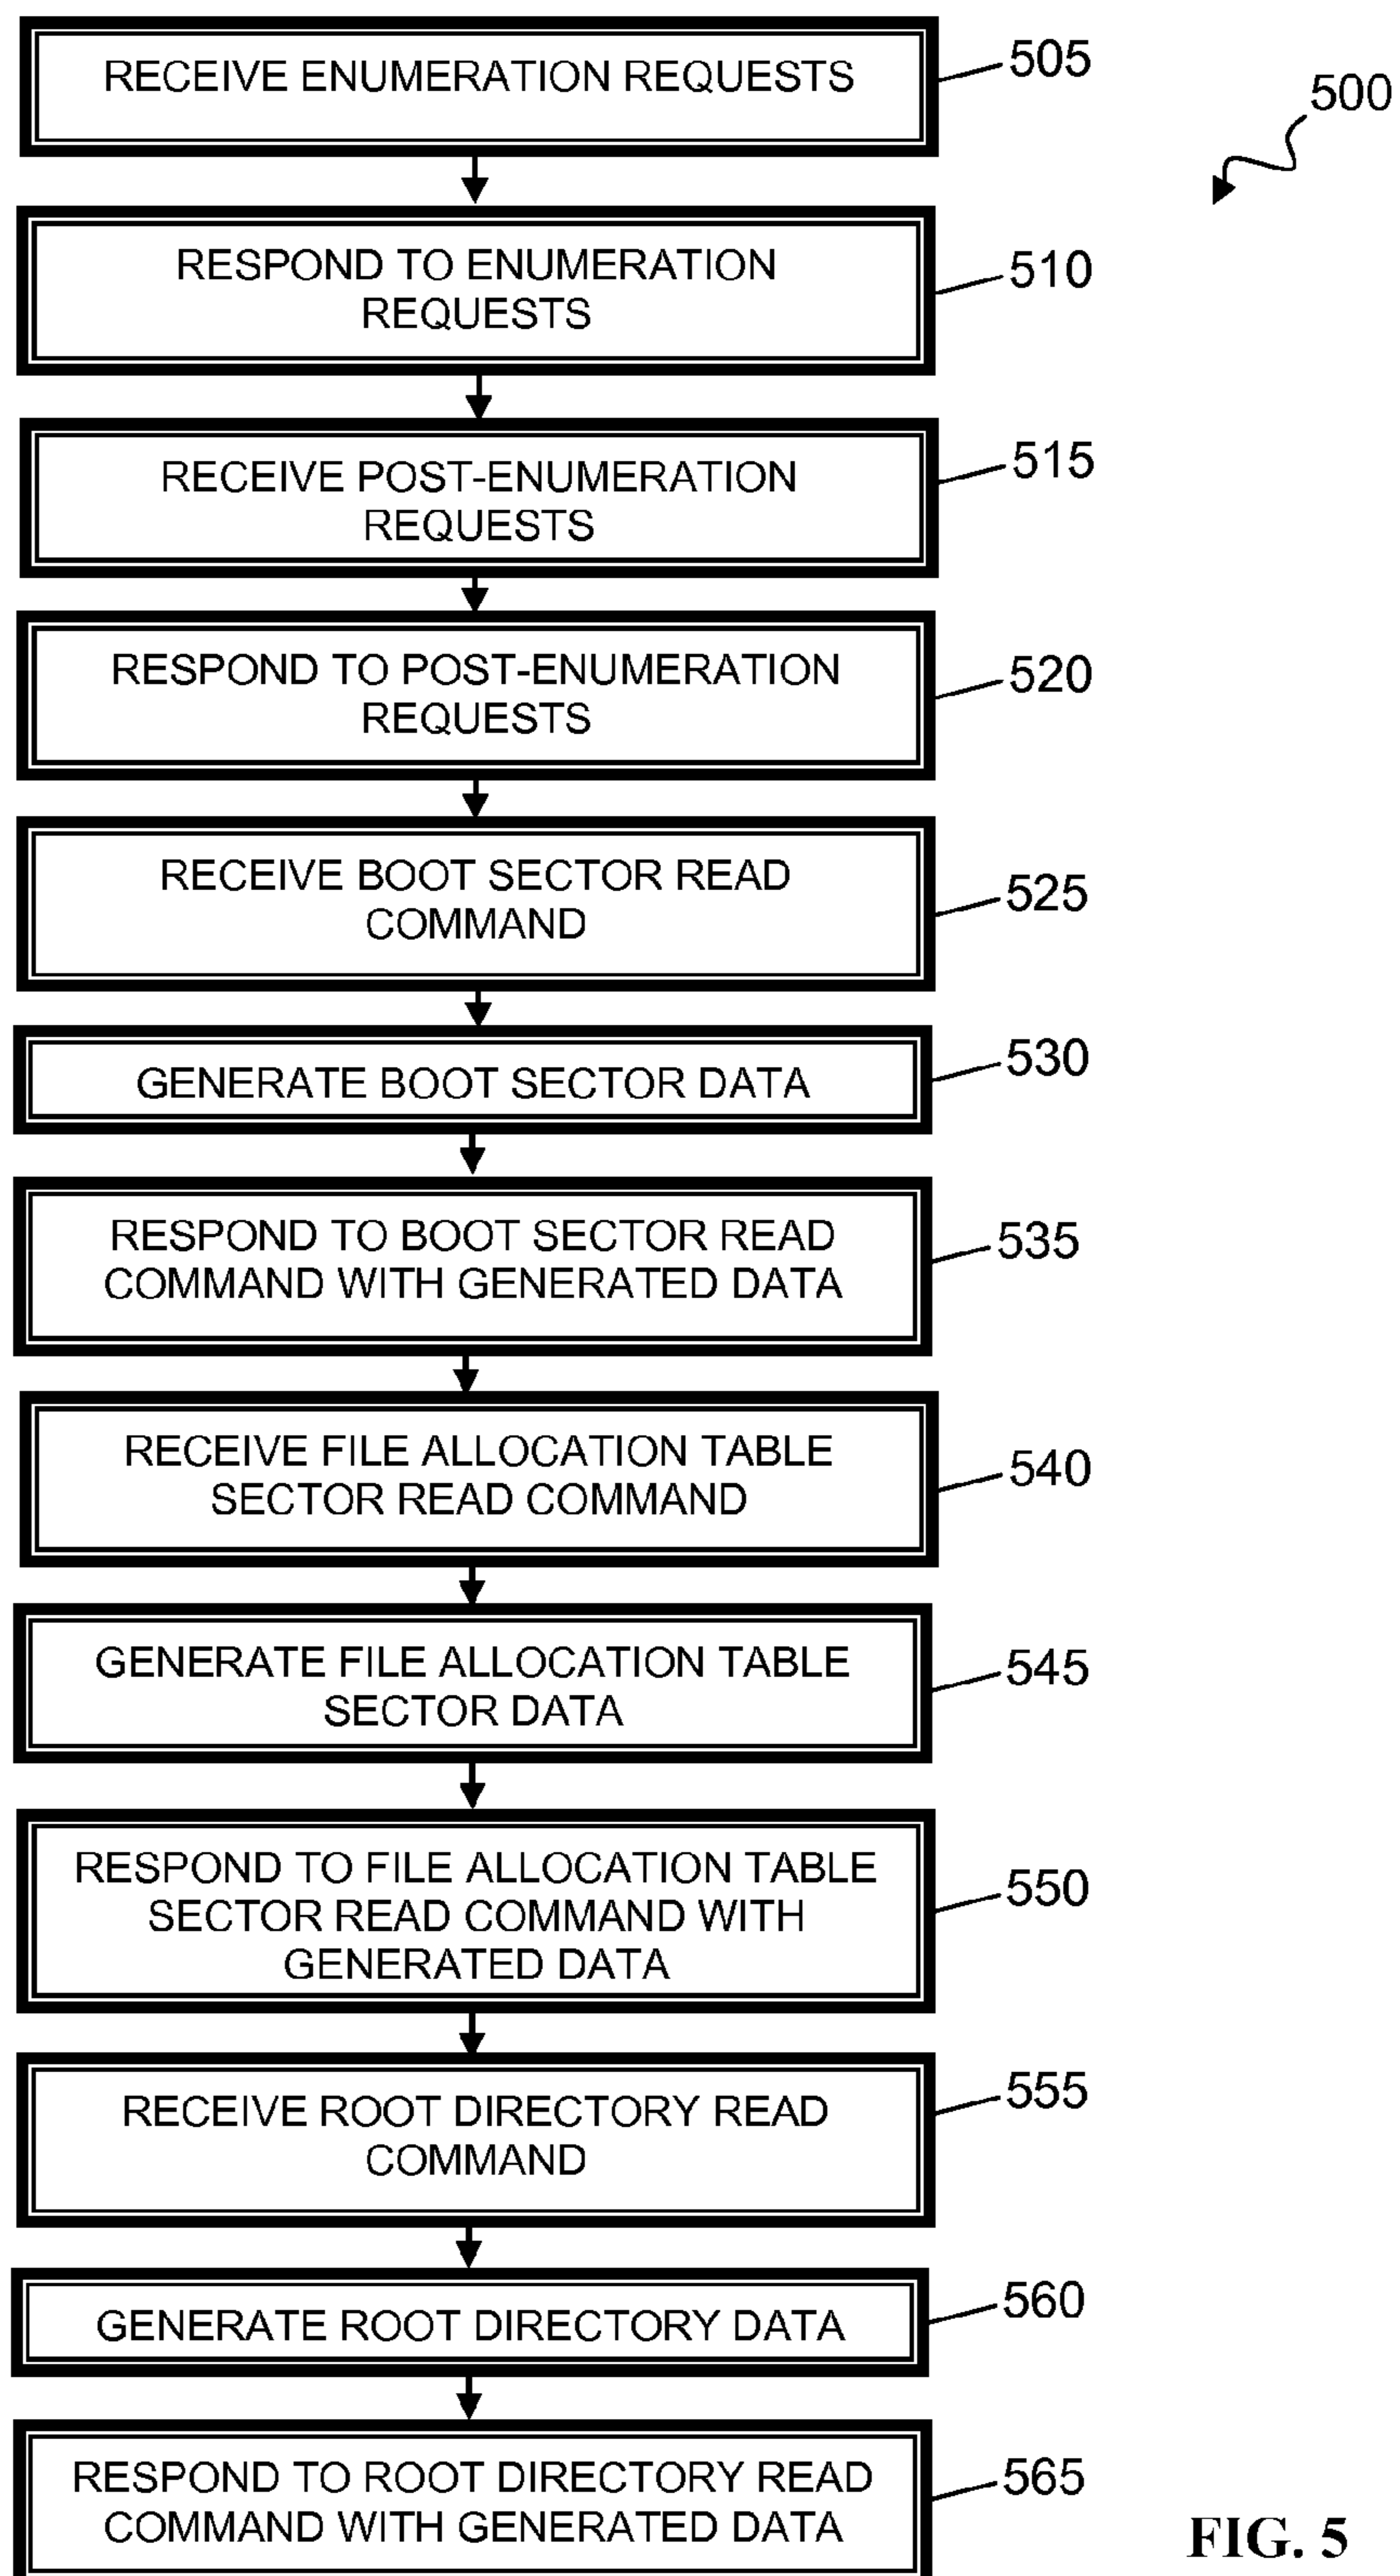 RECEIVE ENUMERATION REQUESTS
505
500
RESPOND TO ENUMERATION
REQUESTS
510
RECEIVE POST-ENUMERATION
REQUESTS
515
RESPOND TO POST-ENUMERATION
REQUESTS
520
RECEIVE BOOT SECTOR READ
COMMAND
525
GENERATE BOOT SECTOR DATA
530
RESPOND TO BOOT SECTOR READ
COMMAND WITH GENERATED DATA
535
RECEIVE FILE ALLOCATION TABLE
SECTOR READ COMMAND
540
GENERATE FILE ALLOCATION TABLE
SECTOR DATA
545
RESPOND TO FILE ALLOCATION TABLE
SECTOR READ COMMAND WITH
GENERATED DATA
550
RECEIVE ROOT DIRECTORY READ
COMMAND
555
GENERATE ROOT DIRECTORY DATA
560
RESPOND TO ROOT DIRECTORY READ
COMMAND WITH GENERATED DATA
565
FIG. 5